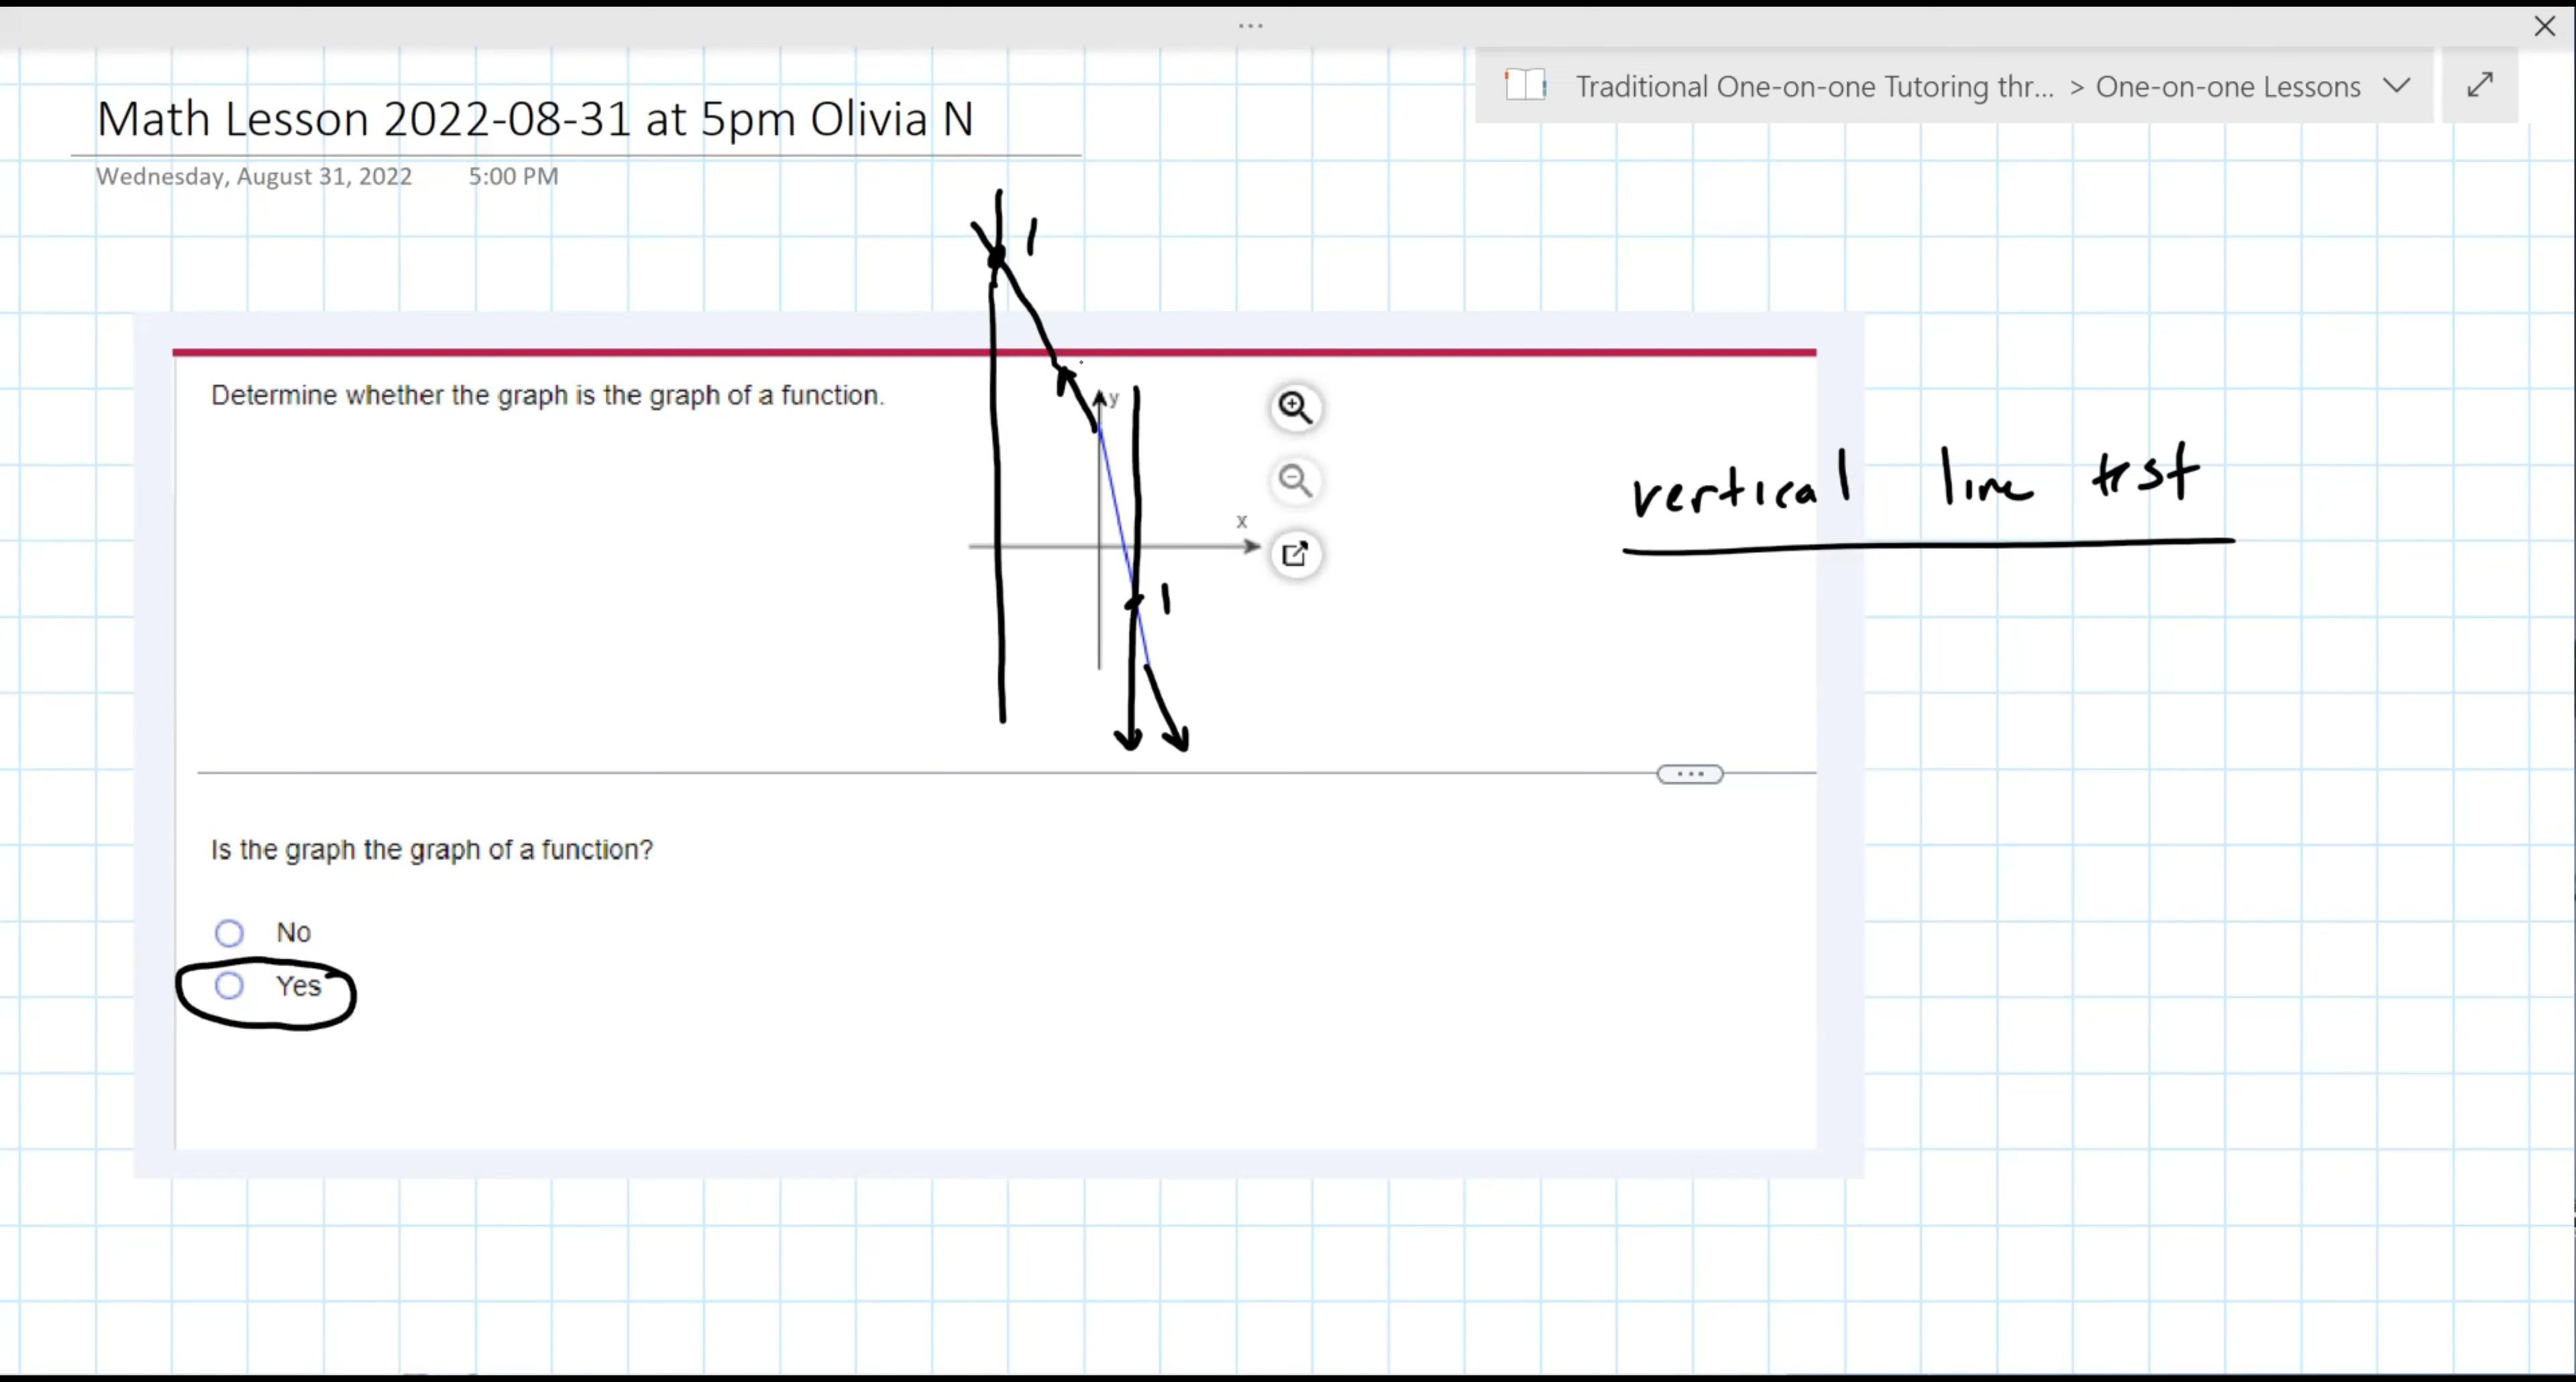 Traditional One-on-one Tutoring thr... > One-on-one Lessons
Math Lesson 2022-08-31 at 5pm Olivia N
Wednesday, August 31, 2022 5:00 PM
1
Determine whether the graph is the graph of a function.
y
vertical line test
x
1
Is the graph the graph of a function?
No
Yes